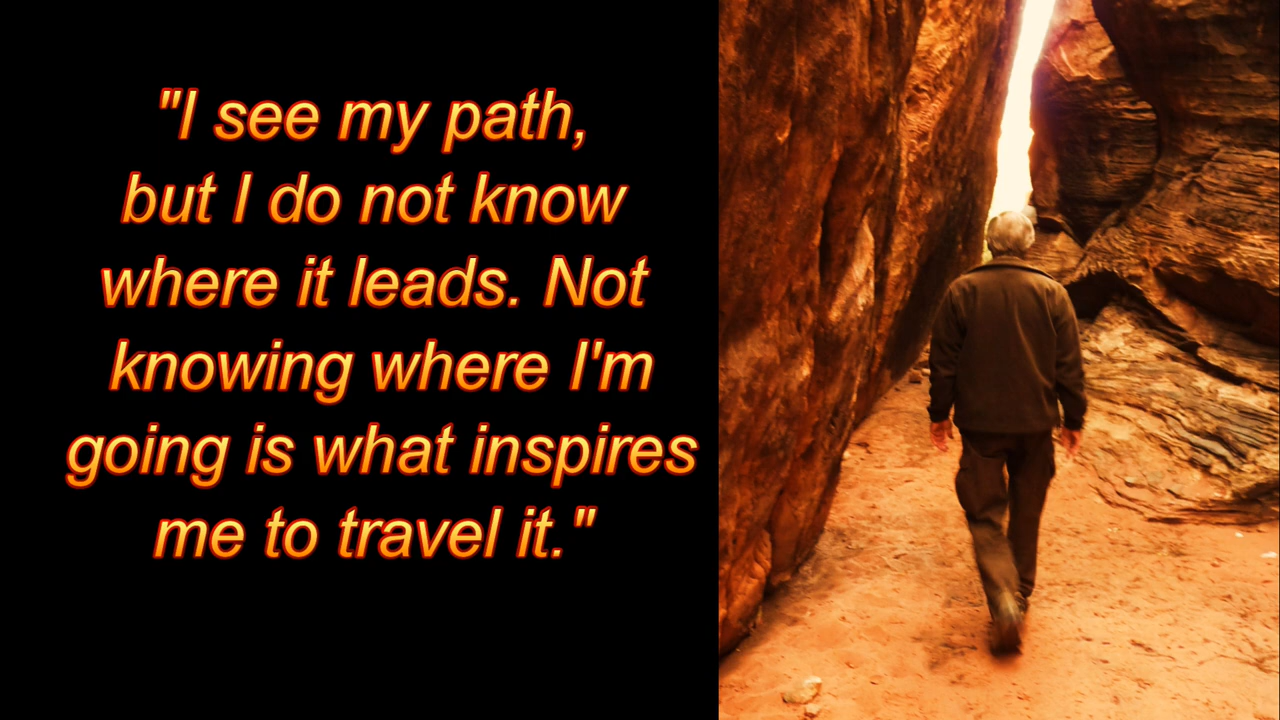 "I see my path,
but I do not know
where it leads. Not
knowing where I'm
going is what inspires
me to travel it."